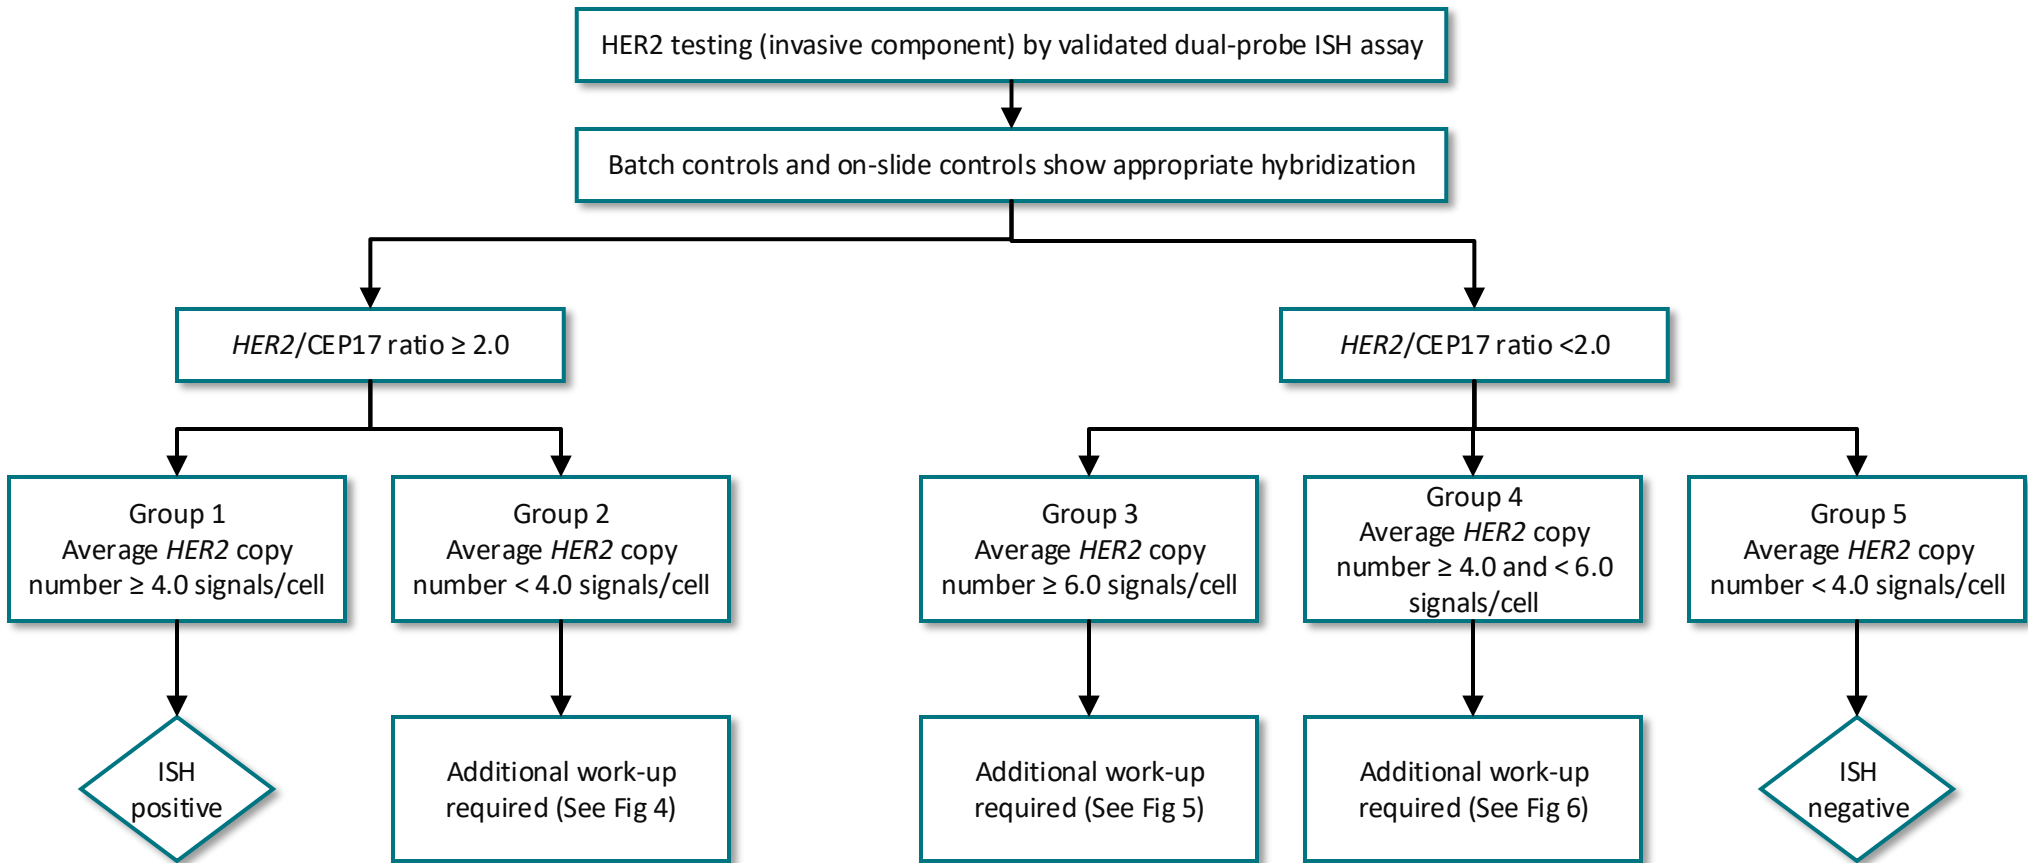 HER2 testing (invasive component) by validated dual-probe ISH assay
Batch controls and on-slide controls show appropriate hybridization
HER2/CEP17 ratio ≥ 2.0
HER2/CEP17 ratio <2.0
Group 1
Average HER2 copy
number ≥ 4.0 signals/cell
Group 2
Average HER2 copy
number < 4.0 signals/cell
Group 3
Average HER2 copy
number ≥ 6.0 signals/cell
Group 4
Average HER2 copy
number ≥ 4.0 and < 6.0
signals/cell
Group 5
Average HER2 copy
number < 4.0 signals/cell
ISH
positive
Additional work-up
required (See Fig 4)
Additional work-up
required (See Fig 5)
Additional work-up
required (See Fig 6)
ISH
negative